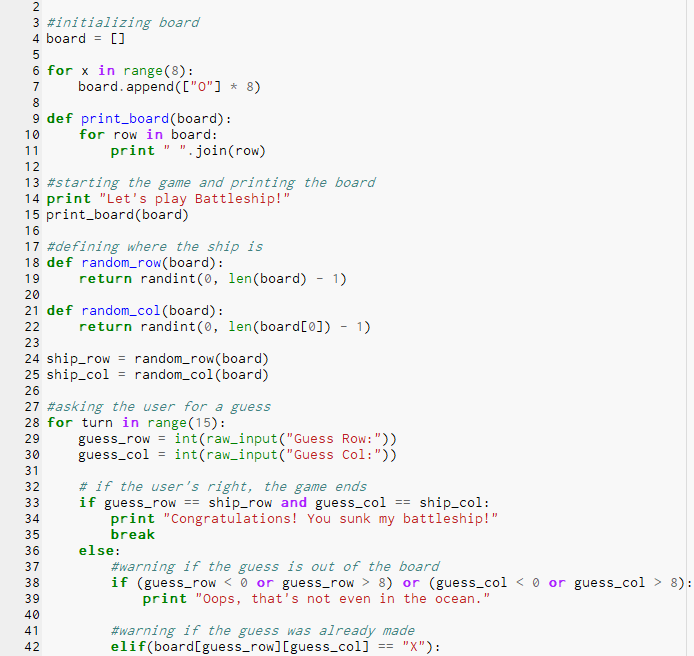 2
3 #initializing board
4 board = []
5
6 for x in range(8):
7     board.append(["O"] * 8)
8
9 def print_board(board):
10     for row in board:
11         print " ".join(row)
12
13 #starting the game and printing the board
14 print "Let's play Battleship!"
15 print_board(board)
16
17 #defining where the ship is
18 def random_row(board):
19     return randint(0, len(board) - 1)
20
21 def random_col(board):
22     return randint(0, len(board[0]) - 1)
23
24 ship_row = random_row(board)
25 ship_col = random_col(board)
26
27 #asking the user for a guess
28 for turn in range(15):
29     guess_row = int(raw_input("Guess Row:"))
30     guess_col = int(raw_input("Guess Col:"))
31
32     # if the user's right, the game ends
33     if guess_row == ship_row and guess_col == ship_col:
34         print "Congratulations! You sunk my battleship!"
35         break
36     else:
37         #warning if the guess is out of the board
38         if (guess_row < 0 or guess_row > 8) or (guess_col < 0 or guess_col > 8):
39             print "Oops, that's not even in the ocean."
40
41         #warning if the guess was already made
42         elif(board[guess_row][guess_col] == "X"):